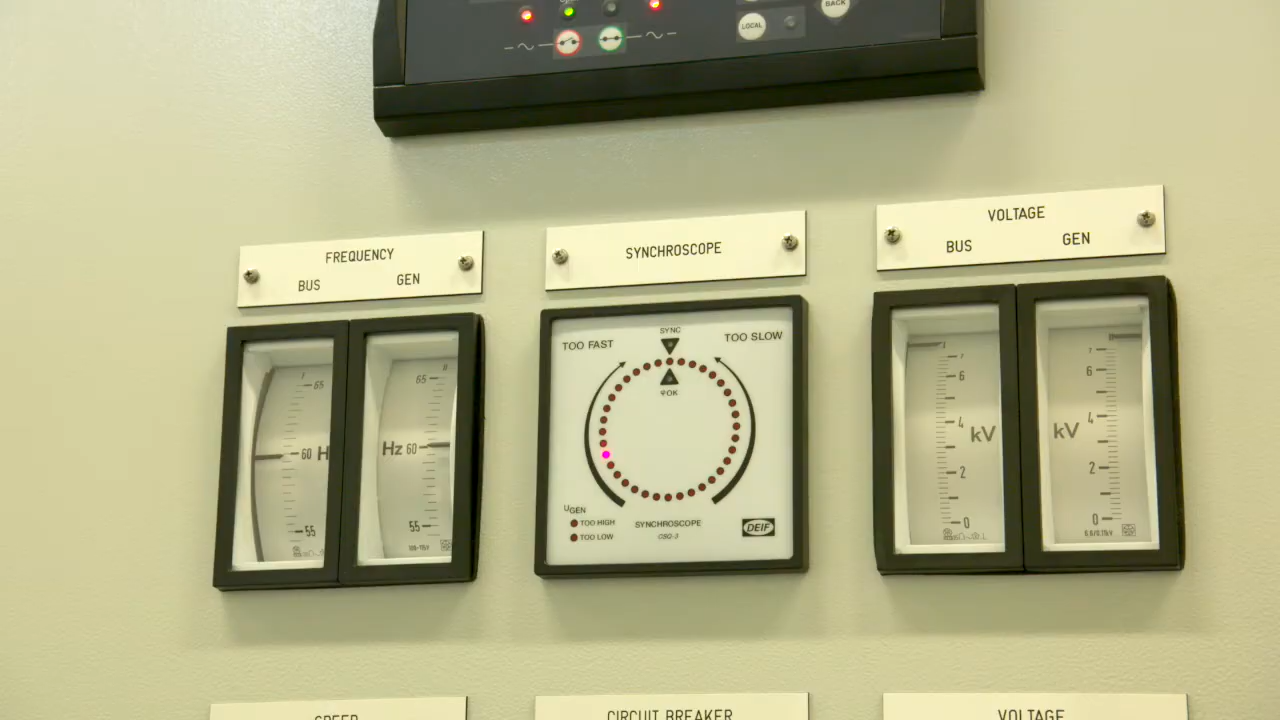 LOCAL
BACK
FREQUENCY
BUS GEN
SYNCHROSCOPE
VOLTAGE
BUS GEN
65
60 H
55
65
Hz 60
55
TOO FAST
SYNC
TOO SLOW
OK
UGEN
TOO HIGH
TOO LOW
SYNCHROSCOPE
CSQ-3
DEIF
6
4
kV
2
0
6
4
kV
2
0
SPEED
CIRCUIT BREAKER
VOLTAGE